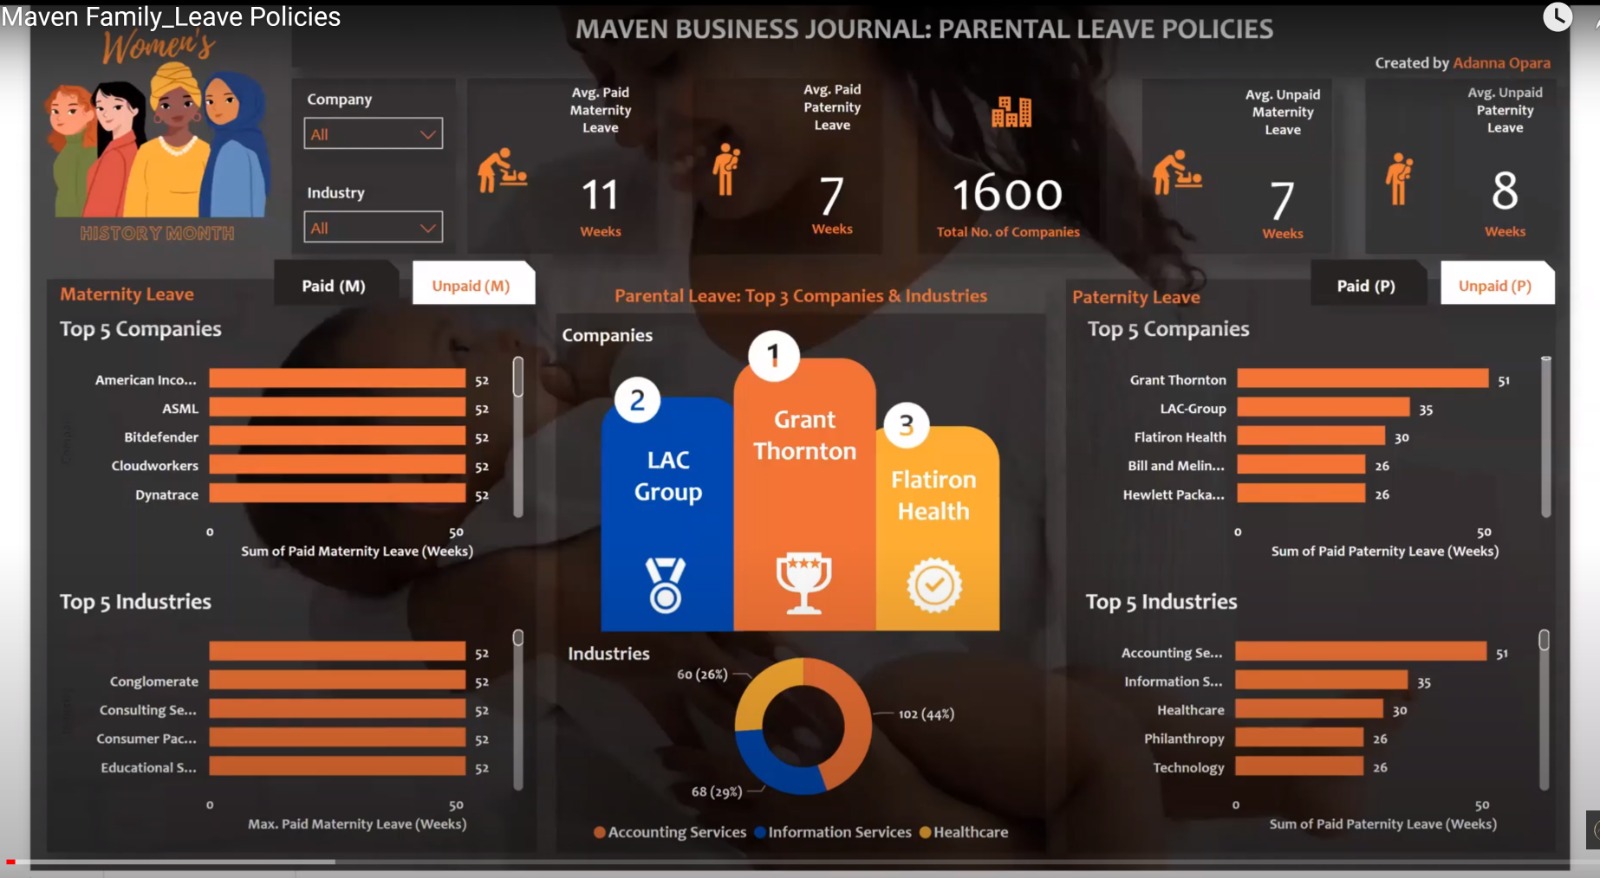 Maven Family_Leave Policies
MAVEN BUSINESS JOURNAL: PARENTAL LEAVE POLICIES
Created by Adanna Opara
Women's
HISTORY MONTH
Company
All
Industry
All
Avg. Paid
Maternity
Leave
11
Weeks
Avg. Paid
Paternity
Leave
7
Weeks
1600
Total No. of Companies
Avg. Unpaid
Maternity
Leave
7
Weeks
Avg. Unpaid
Paternity
Leave
8
Weeks
Maternity Leave
Paid (M)
Unpaid (M)
Top 5 Companies
American Inco... 52
ASML 52
Bitdefender 52
Cloudworkers 52
Dynatrace 52
0 50
Sum of Paid Maternity Leave (Weeks)
Top 5 Industries
52
Conglomerate 52
Consulting Se... 52
Consumer Pac... 52
Educational S... 52
0 50
Max. Paid Maternity Leave (Weeks)
Parental Leave: Top 3 Companies & Industries
Companies
1
Grant
Thornton
2
LAC
Group
3
Flatiron
Health
Industries
60 (26%)
102 (44%)
68 (29%)
Accounting Services Information Services Healthcare
Paternity Leave
Paid (P)
Unpaid (P)
Top 5 Companies
Grant Thornton 51
LAC-Group 35
Flatiron Health 30
Bill and Melin... 26
Hewlett Packa... 26
0 50
Sum of Paid Paternity Leave (Weeks)
Top 5 Industries
Accounting Se... 51
Information S... 35
Healthcare 30
Philanthropy 26
Technology 26
0 50
Sum of Paid Paternity Leave (Weeks)